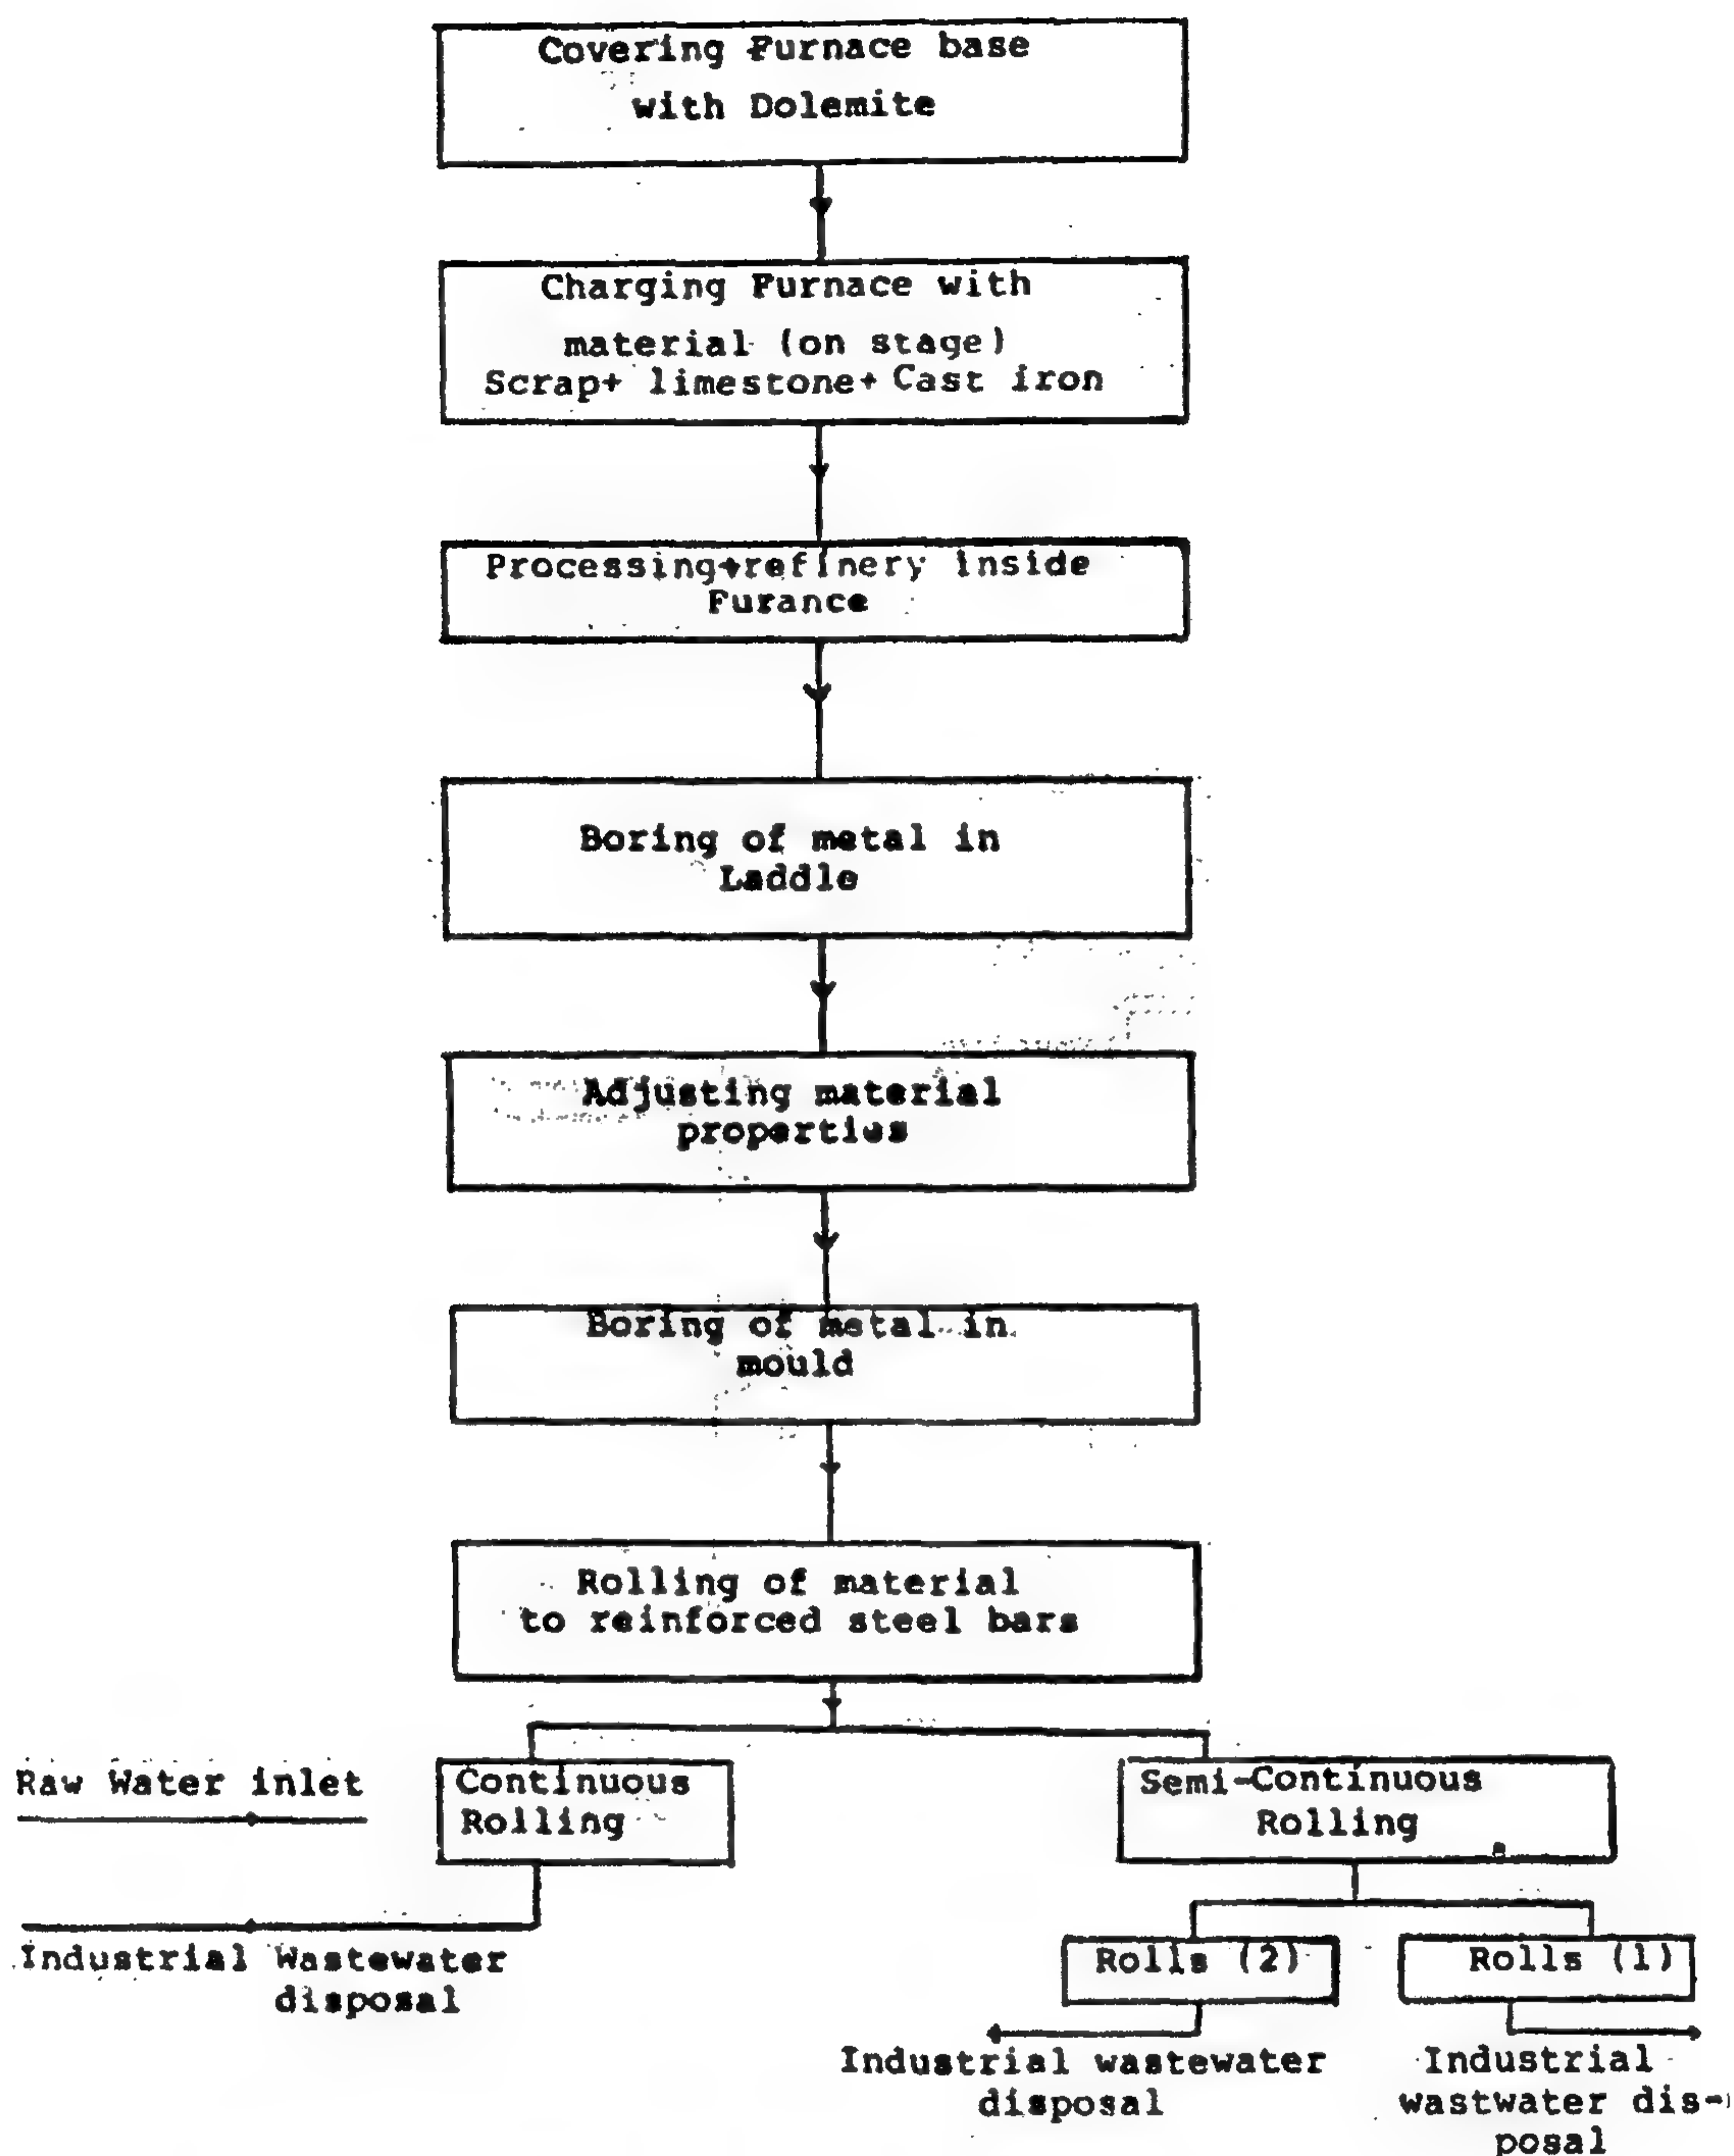 Covering Furnace base
with Dolemite
Charging Furnace with
material (on stage)
Scrap+ limestone+ Cast iron
Processing+refinery inside
Furance
Boring of metal in
Laddle
Adjusting material
properties
Boring of metal in
mould
Rolling of material
to reinforced steel bars
Raw Water inlet
Continuous
Rolling
Semi-Continuous
Rolling
Industrial Wastewater
disposal
Rolls (2)
Rolls (1)
Industrial wastewater
disposal
Industrial
wastwater dis-
posal